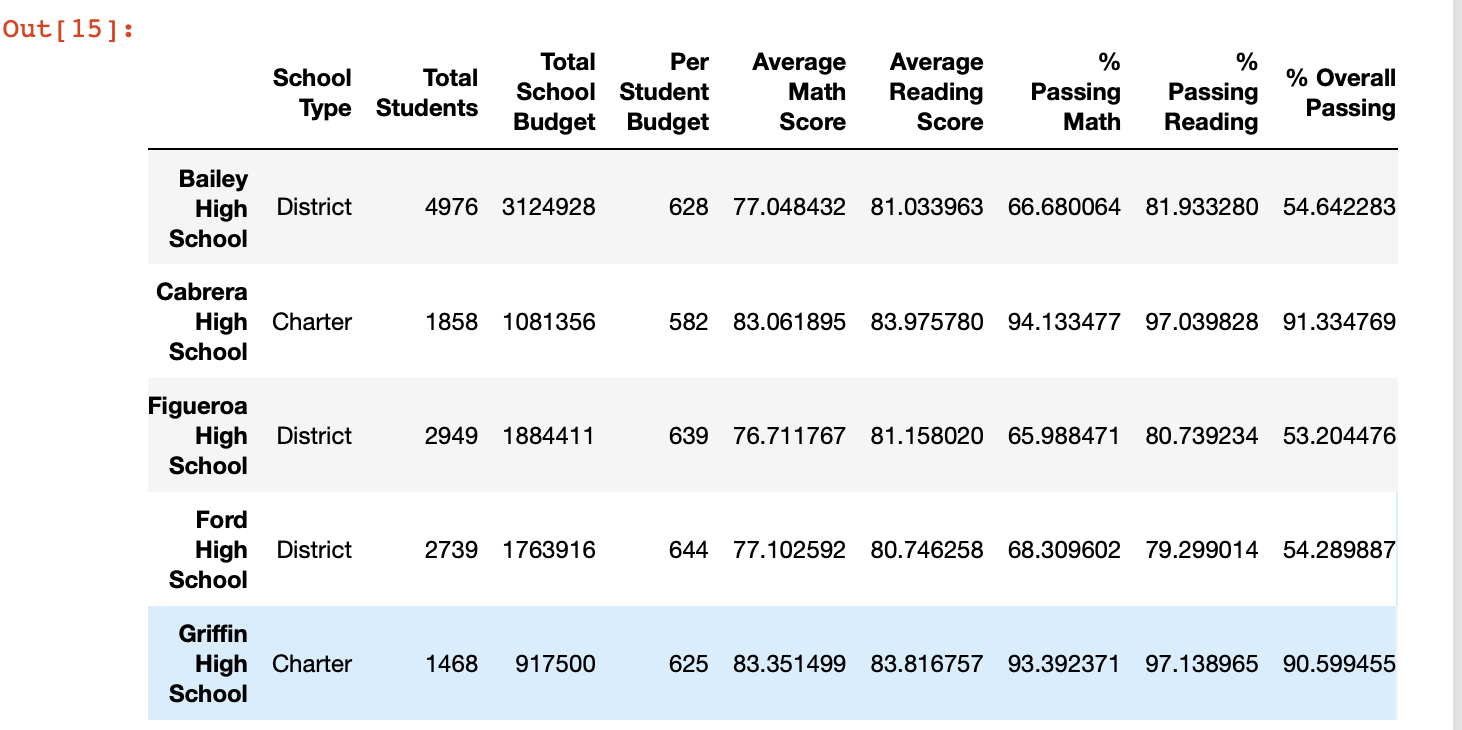 Out[15]:
School Type Total Students Total School Budget Per Student Budget Average Math Score Average Reading Score % Passing Math % Passing Reading % Overall Passing
Bailey High School District 4976 3124928 628 77.048432 81.033963 66.680064 81.933280 54.642283
Cabrera High School Charter 1858 1081356 582 83.061895 83.975780 94.133477 97.039828 91.334769
Figueroa High School District 2949 1884411 639 76.711767 81.158020 65.988471 80.739234 53.204476
Ford High School District 2739 1763916 644 77.102592 80.746258 68.309602 79.299014 54.289887
Griffin High School Charter 1468 917500 625 83.351499 83.816757 93.392371 97.138965 90.599455